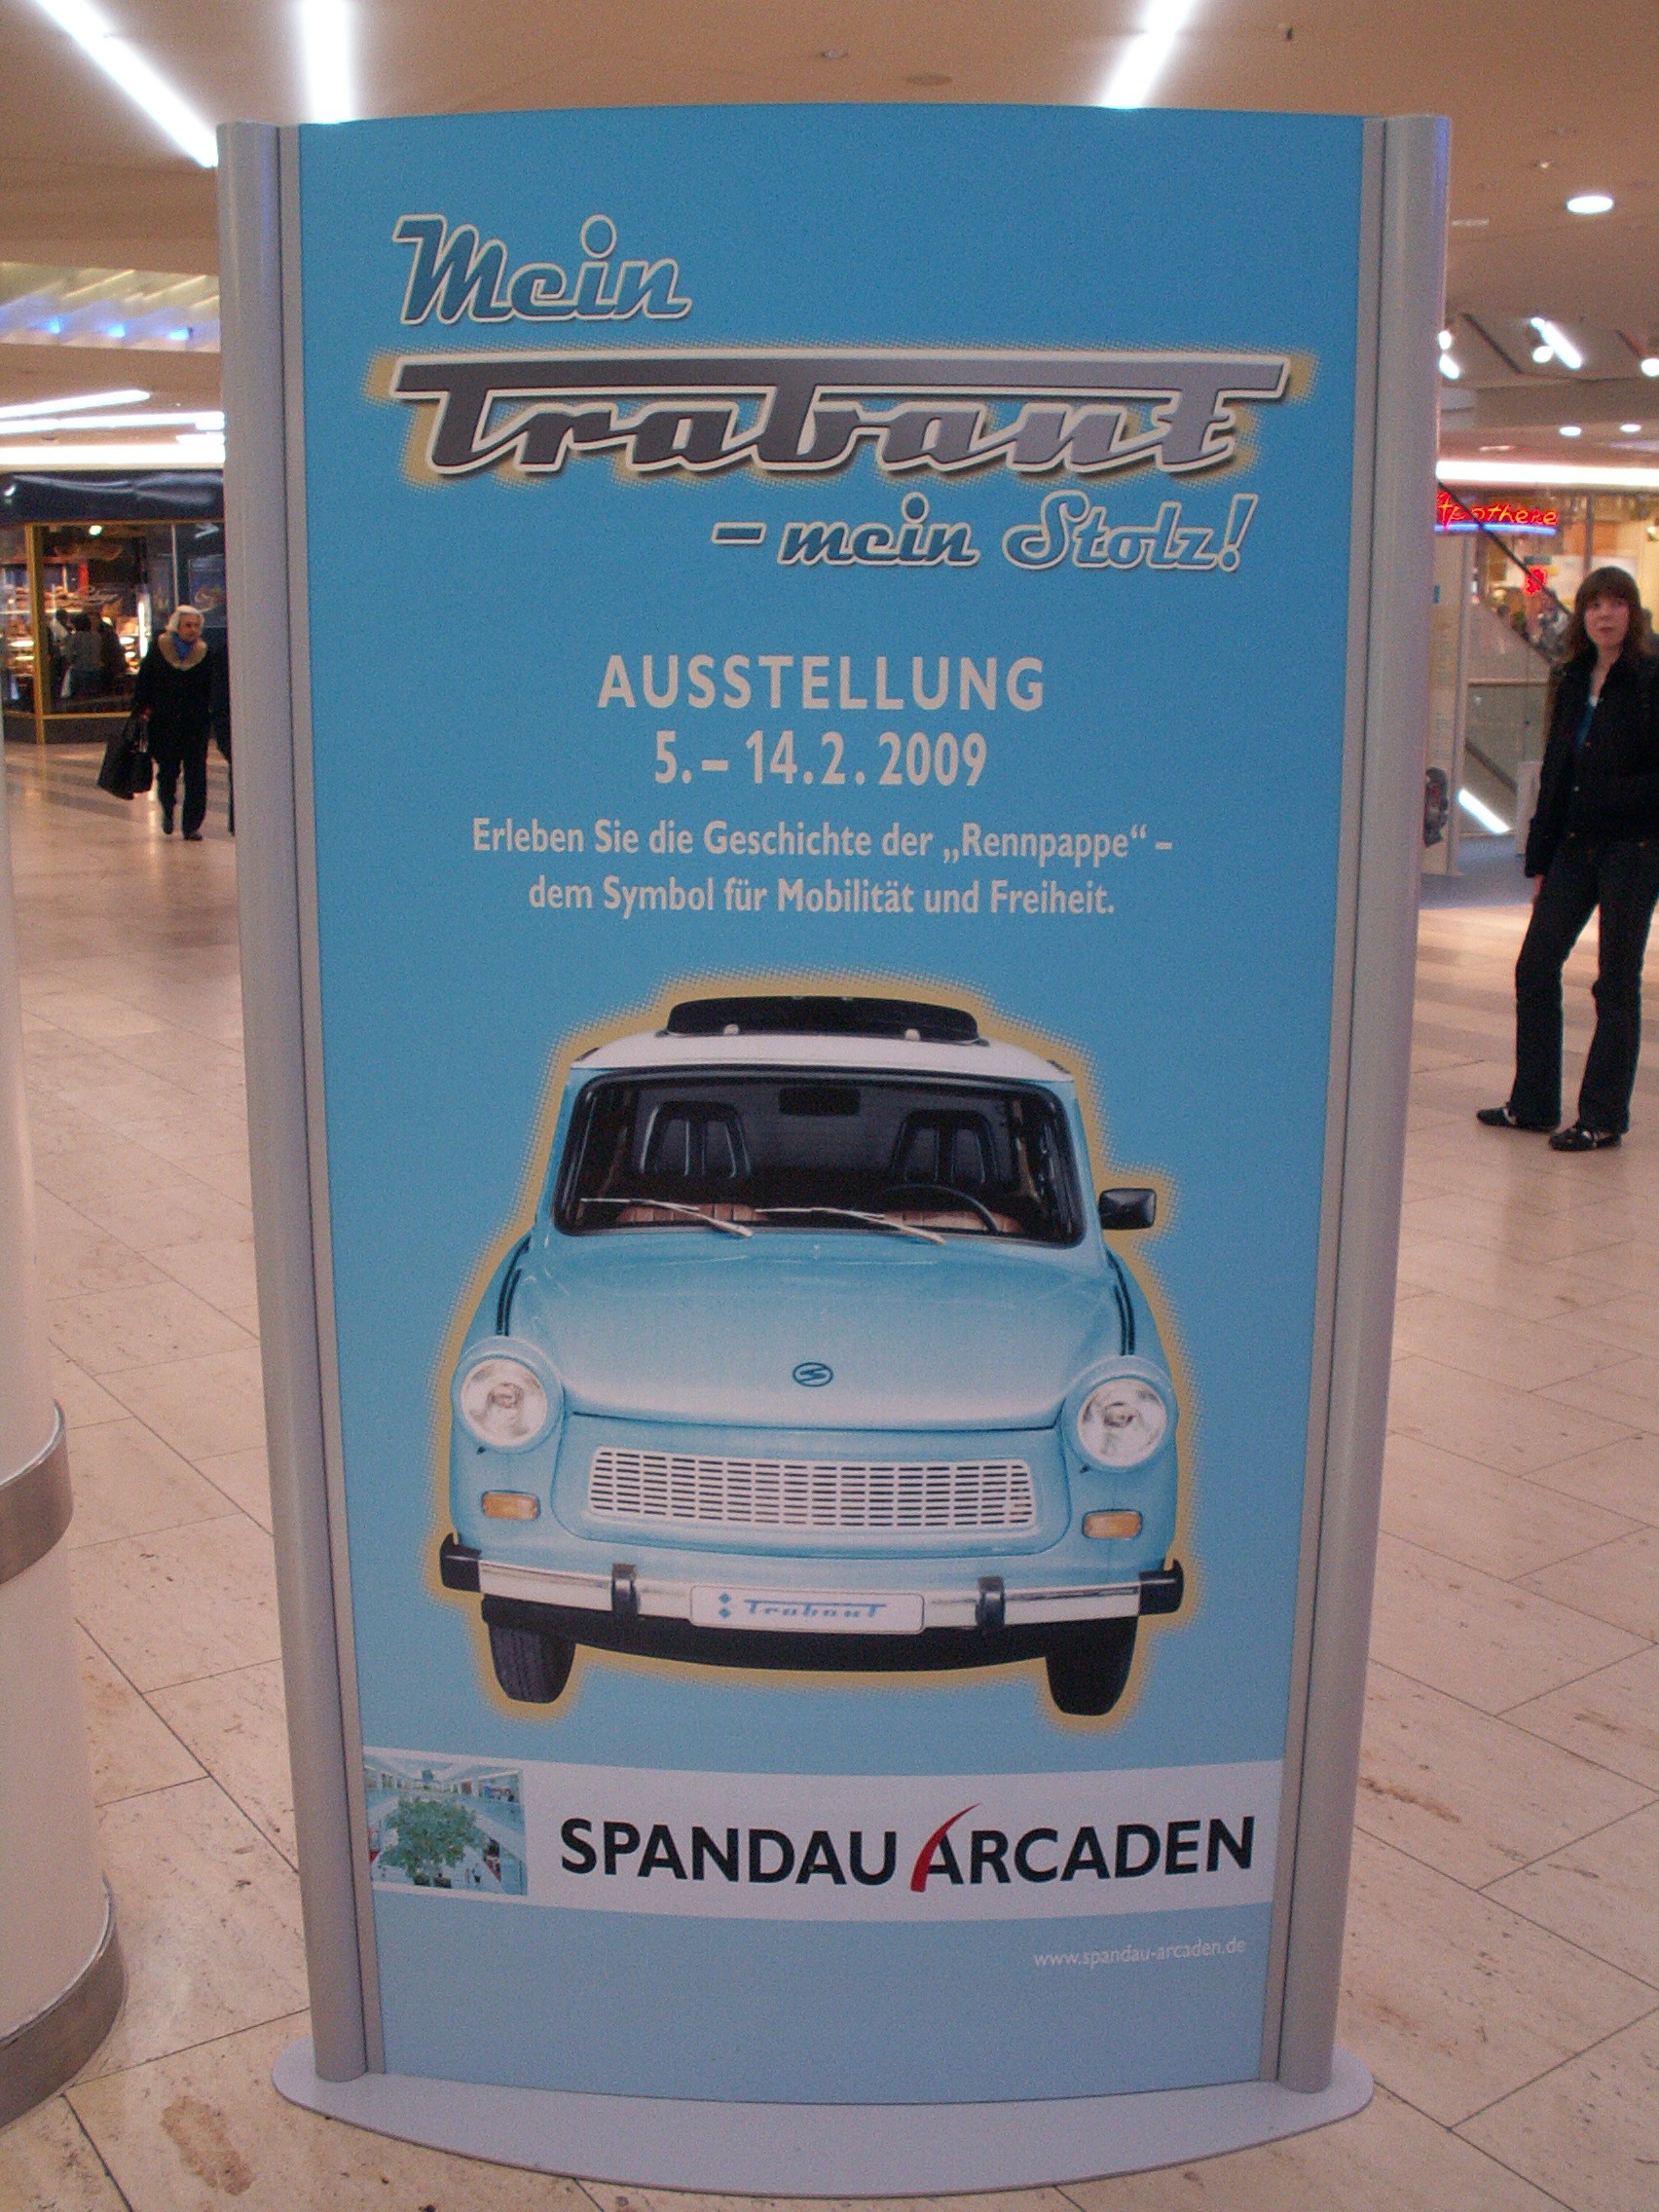 Mein
Trabant
- mein Stolz!
AUSSTELLUNG
5.– 14.2.2009
Erleben Sie die Geschichte der „Rennpappe“ –
dem Symbol für Mobilität und Freiheit.
Trabant
SPANDAU ARCADEN
www.spandau-arcaden.de
Apotheke